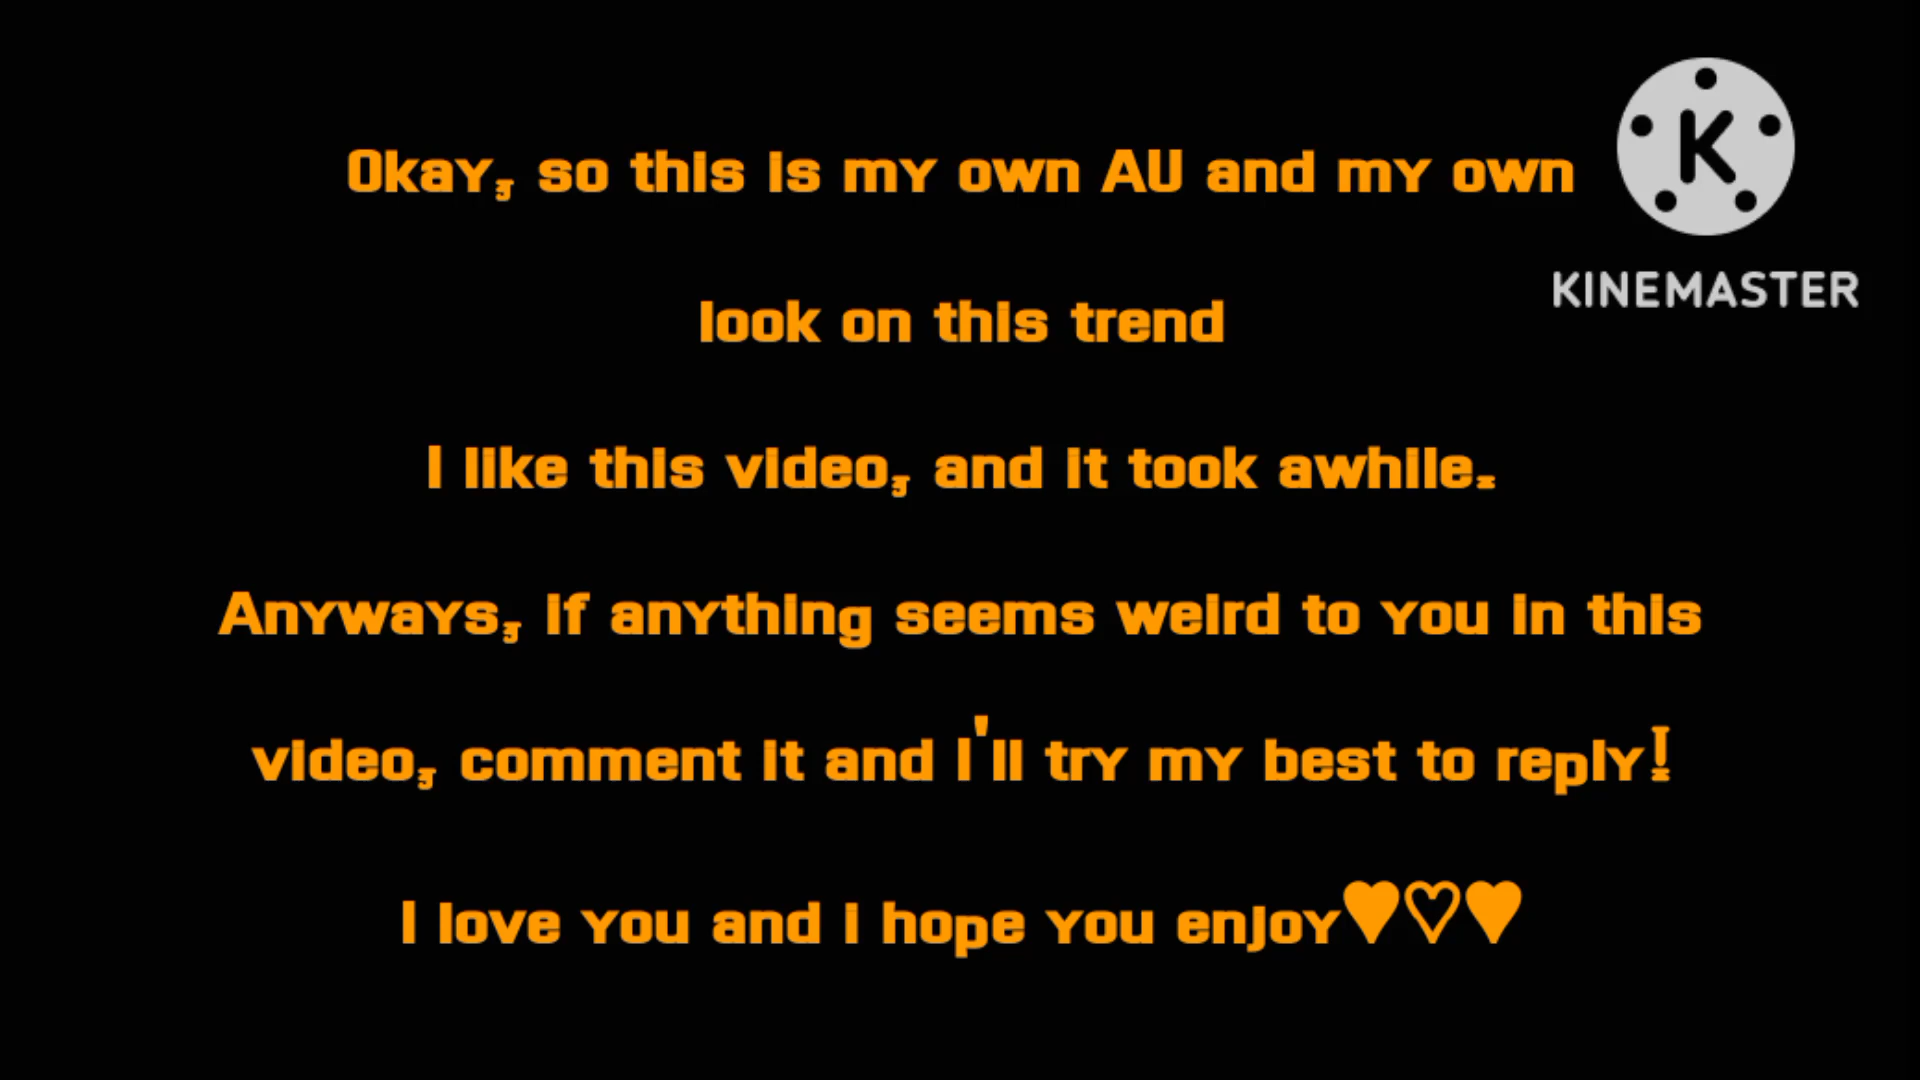 Okay, so this is my own AU and my own
look on this trend
I like this video, and it took awhile.
Anyways, if anything seems weird to you in this
video, comment it and I'll try my best to reply!
I love you and i hope you enjoy♥♡♥
K
KINEMASTER